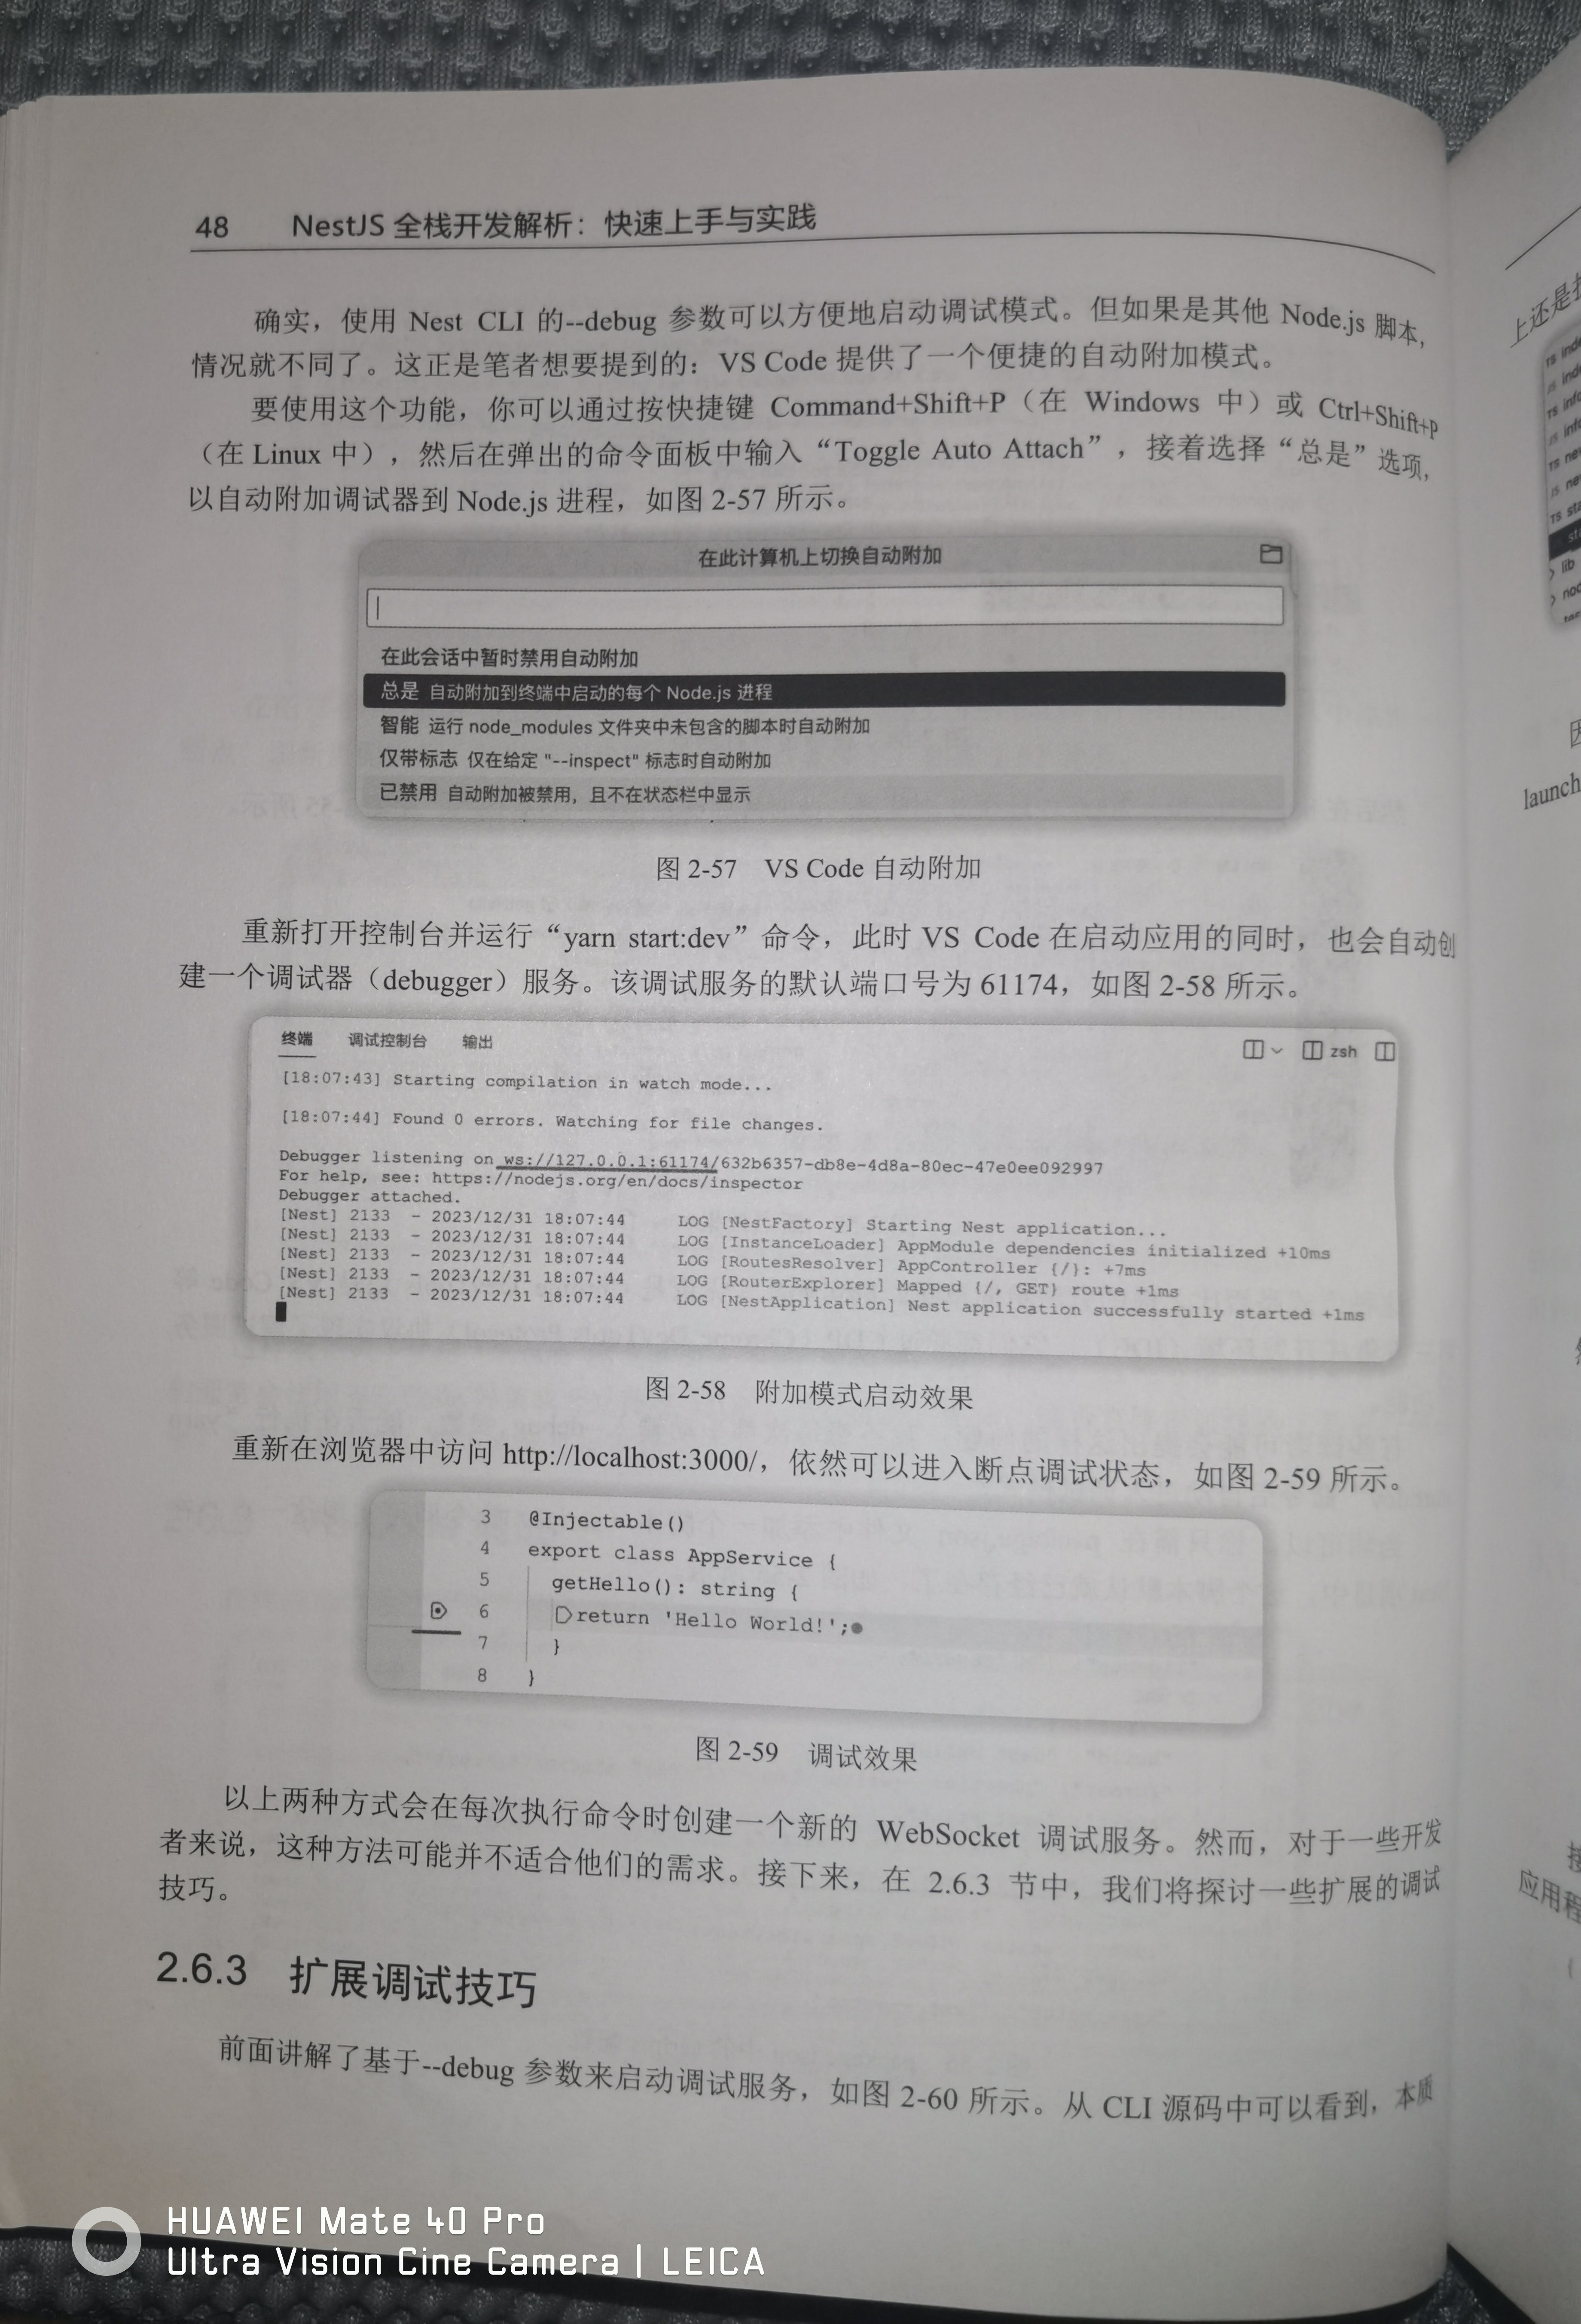 48 NestJS 全栈开发解析：快速上手与实践
确实，使用 Nest CLI 的--debug 参数可以方便地启动调试模式。但如果是其他 Node.js 脚本，
情况就不同了。这正是笔者想要提到的：VS Code 提供了一个便捷的自动附加模式。
要使用这个功能，你可以通过按快捷键 Command+Shift+P（在 Windows 中）或 Ctrl+Shift+P
（在 Linux 中），然后在弹出的命令面板中输入“Toggle Auto Attach”，接着选择“总是”选项，
以自动附加调试器到 Node.js 进程，如图 2-57 所示。
在此计算机上切换自动附加
在此会话中暂时禁用自动附加
总是 自动附加到终端中启动的每个 Node.js 进程
智能 运行 node_modules 文件夹中未包含的脚本时自动附加
仅带标志 仅在给定 "--inspect" 标志时自动附加
已禁用 自动附加被禁用，且不在状态栏中显示
图 2-57 VS Code 自动附加
重新打开控制台并运行“yarn start:dev”命令，此时 VS Code 在启动应用的同时，也会自动创
建一个调试器（debugger）服务。该调试服务的默认端口号为 61174，如图 2-58 所示。
终端 调试控制台 输出 zsh
[18:07:43] Starting compilation in watch mode...
[18:07:44] Found 0 errors. Watching for file changes.
Debugger listening on ws://127.0.0.1:61174/632b6357-db8e-4d8a-80ec-47e0ee092997
For help, see: https://nodejs.org/en/docs/inspector
Debugger attached.
[Nest] 2133 - 2023/12/31 18:07:44 LOG [NestFactory] Starting Nest application...
[Nest] 2133 - 2023/12/31 18:07:44 LOG [InstanceLoader] AppModule dependencies initialized +10ms
[Nest] 2133 - 2023/12/31 18:07:44 LOG [RoutesResolver] AppController {/}: +7ms
[Nest] 2133 - 2023/12/31 18:07:44 LOG [RouterExplorer] Mapped {/, GET} route +1ms
[Nest] 2133 - 2023/12/31 18:07:44 LOG [NestApplication] Nest application successfully started +1ms
图 2-58 附加模式启动效果
重新在浏览器中访问 http://localhost:3000/，依然可以进入断点调试状态，如图 2-59 所示。
3 @Injectable()
4 export class AppService {
5 getHello(): string {
6 return 'Hello World!';
7 }
8 }
图 2-59 调试效果
以上两种方式会在每次执行命令时创建一个新的 WebSocket 调试服务。然而，对于一些开发
者来说，这种方法可能并不适合他们的需求。接下来，在 2.6.3 节中，我们将探讨一些扩展的调试
技巧。
2.6.3 扩展调试技巧
前面讲解了基于--debug 参数来启动调试服务，如图 2-60 所示。从 CLI 源码中可以看到，本质
上还是
launch
应用程
HUAWEI Mate 40 Pro
Ultra Vision Cine Camera | LEICA